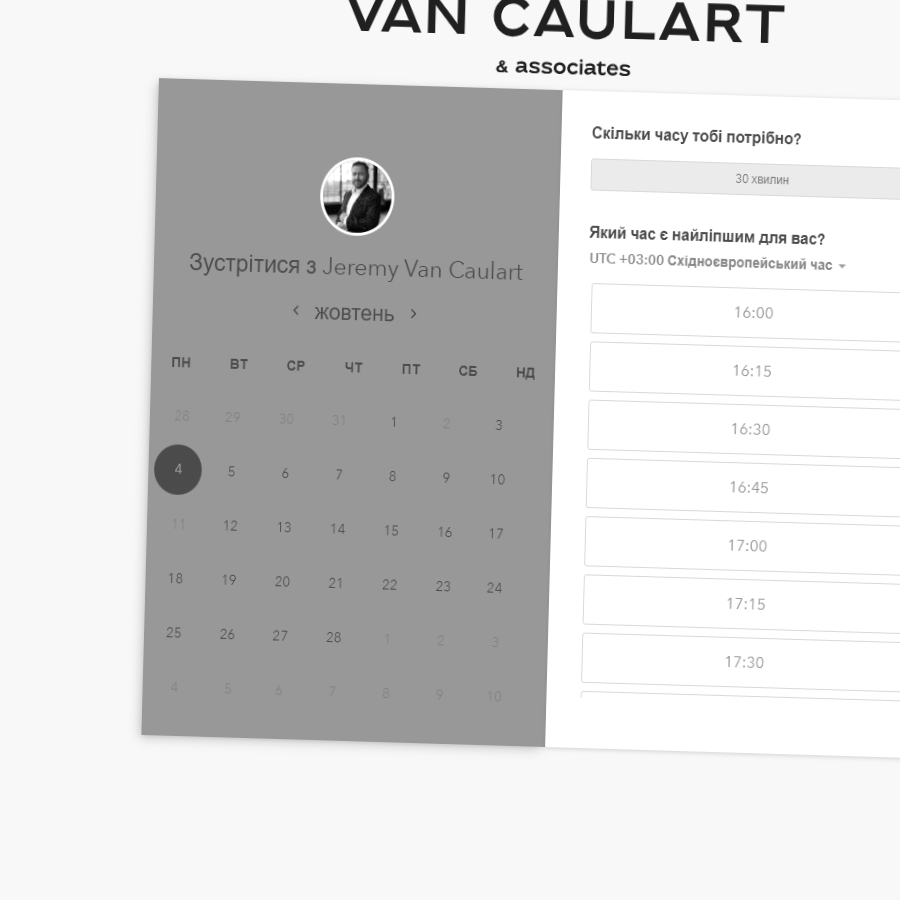 VAN CAULART
& associates
Зустрітися з Jeremy Van Caulart
жовтень
ПН ВТ СР ЧТ ПТ СБ НД
28 29 30 31 1 2 3
4 5 6 7 8 9 10
11 12 13 14 15 16 17
18 19 20 21 22 23 24
25 26 27 28 1 2 3
4 5 6 7 8 9 10
Скільки часу тобі потрібно?
30 хвилин
Який час є найліпшим для вас?
UTC +03:00 Східноєвропейський час
16:00
16:15
16:30
16:45
17:00
17:15
17:30